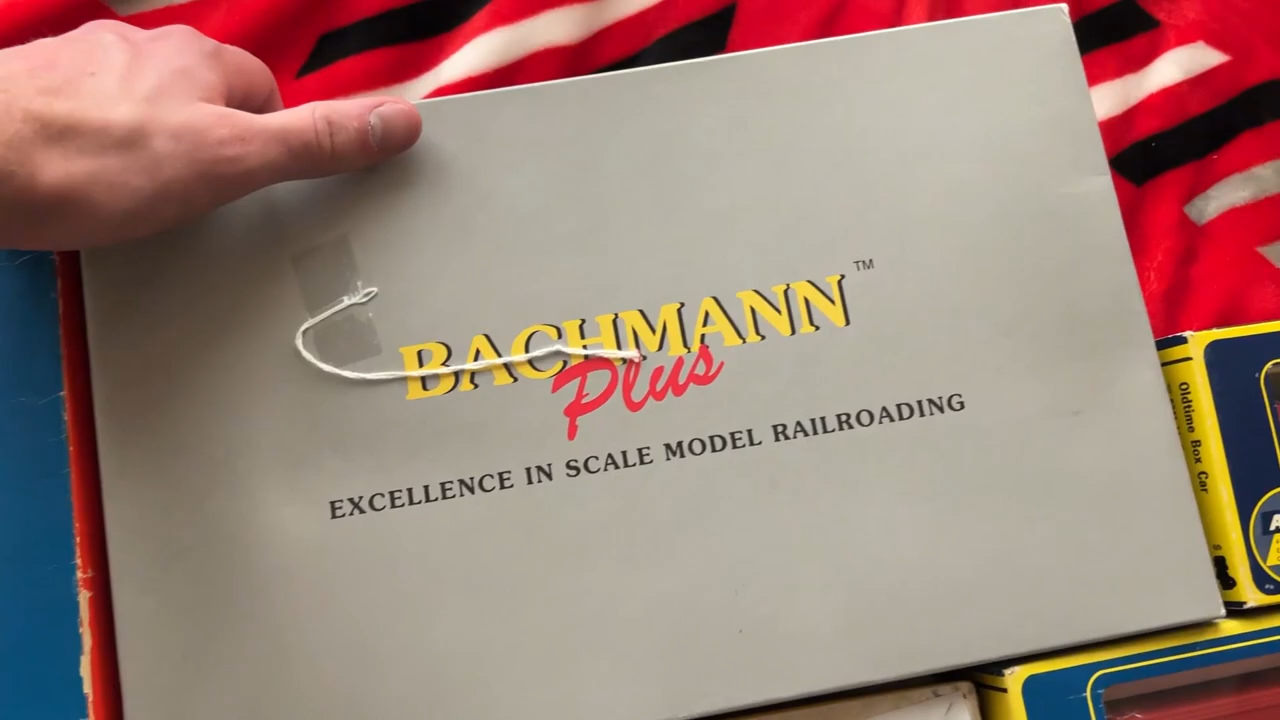 BACHMANN™
Plus
EXCELLENCE IN SCALE MODEL RAILROADING
Oldtime Box Car